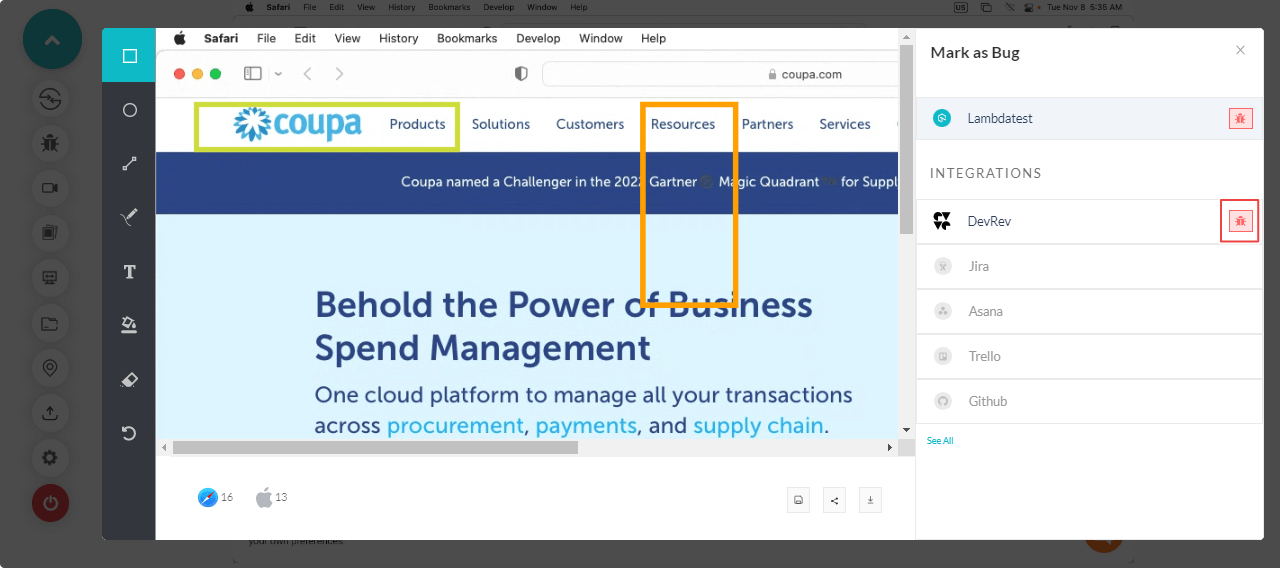 Safari File Edit View History Bookmarks Develop Window Help US Tue Nov 8 5:35 AM
Safari File Edit View History Bookmarks Develop Window Help
coupa.com
coupa Products Solutions Customers Resources Partners Services
Coupa named a Challenger in the 2022 Gartner Magic Quadrant for Suppl
Behold the Power of Business
Spend Management
One cloud platform to manage all your transactions
across procurement, payments, and supply chain.
16 13
T
Mark as Bug
Lambdatest
INTEGRATIONS
DevRev
Jira
Asana
Trello
Github
See All
your own preferences